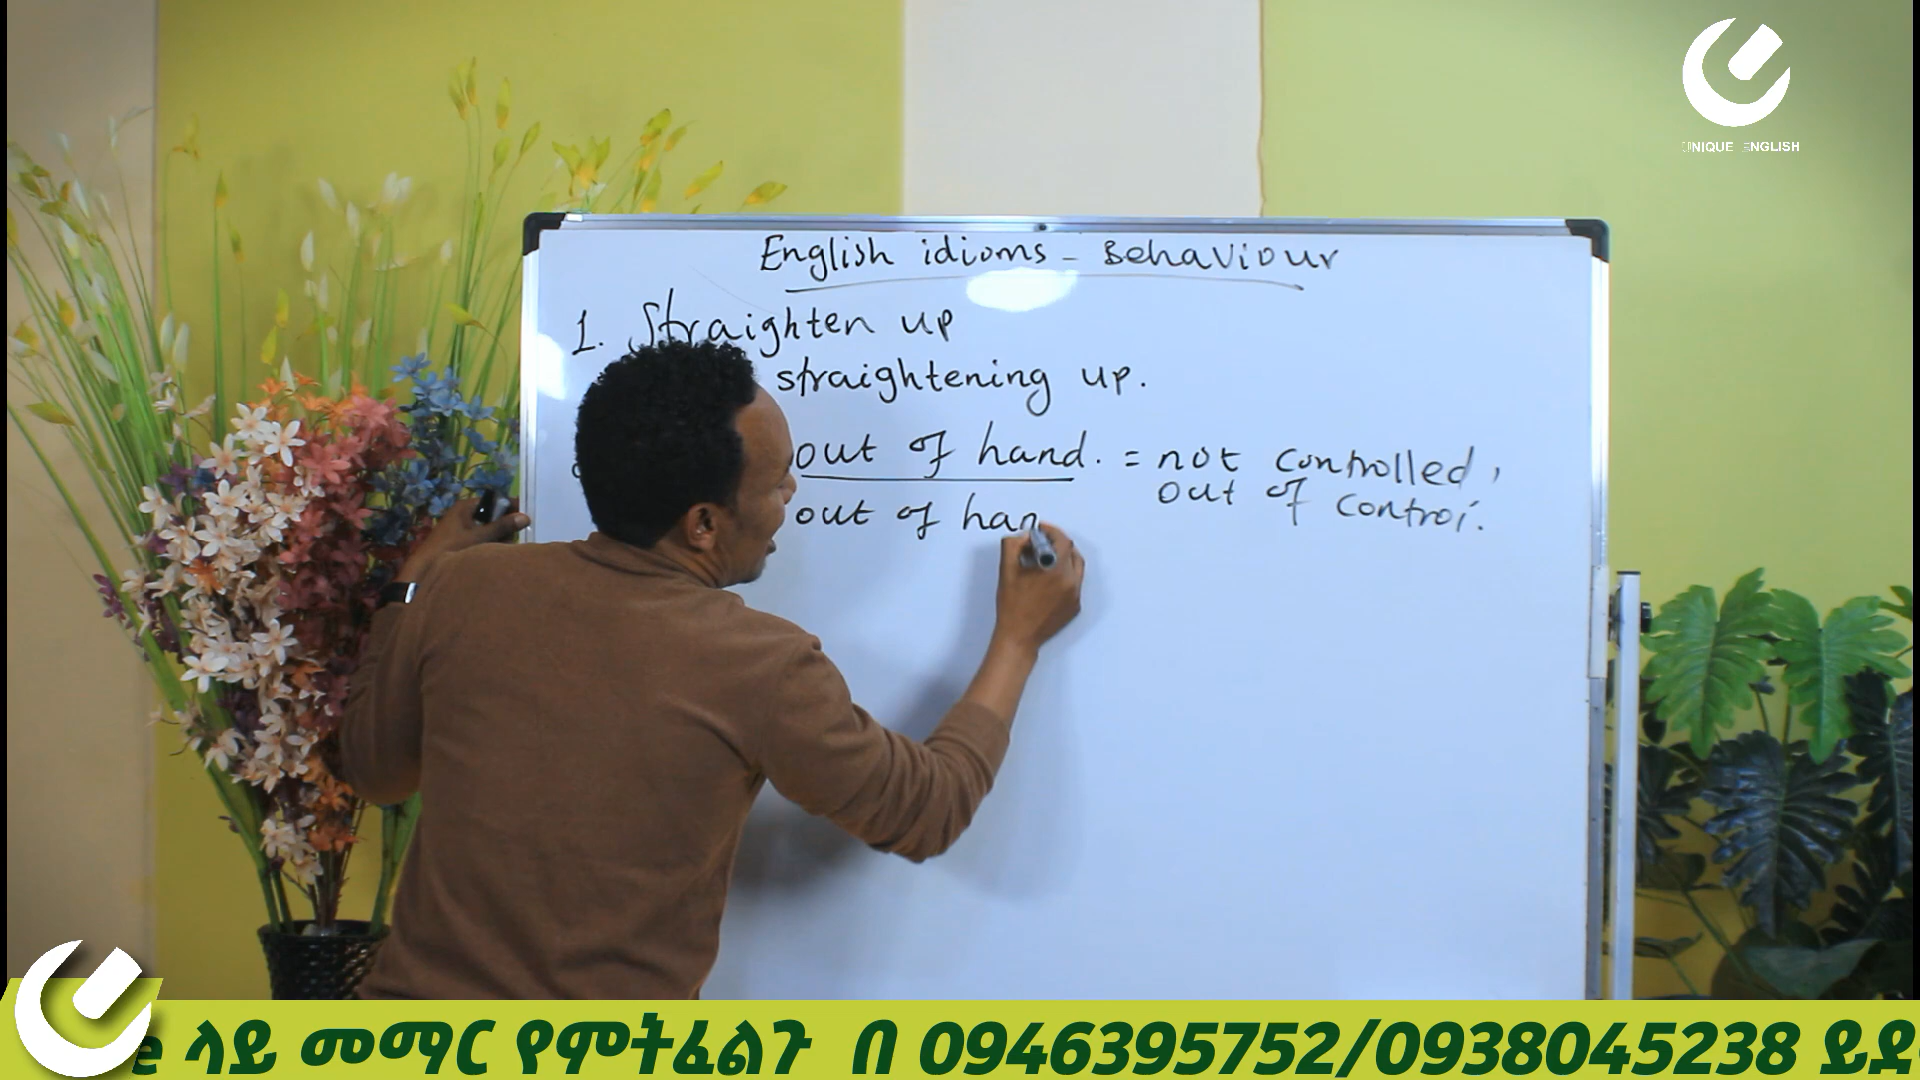 UNIQUE ENGLISH
English idioms - Behaviour
1. Straighten up
straightening up.
out of hand. = not controlled,
out of control.
out of han
e ላይ መማር የምትፈልጉ በ 0946395752/0938045238 ይደ